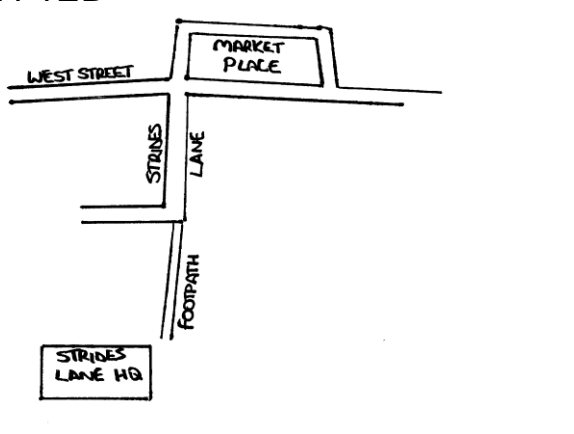 MARKET
PLACE
WEST STREET
STRIDES
LANE
FOOTPATH
STRIDES
LANE HQ